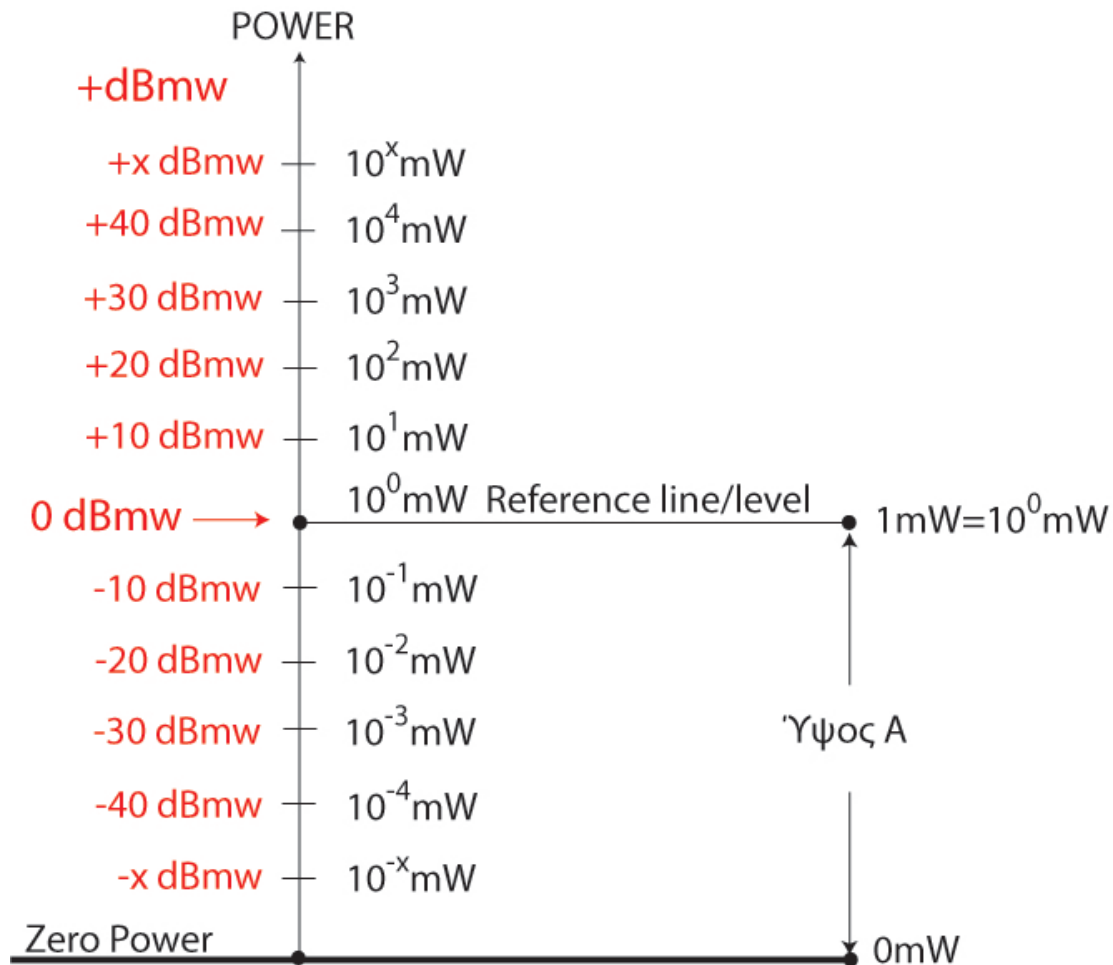 POWER
+dBmw
+x dBmw 10^x mW
+40 dBmw 10^4 mW
+30 dBmw 10^3 mW
+20 dBmw 10^2 mW
+10 dBmw 10^1 mW
0 dBmw 10^0 mW Reference line/level 1mW=10^0 mW
-10 dBmw 10^-1 mW
-20 dBmw 10^-2 mW
-30 dBmw 10^-3 mW
Ύψος Α
-40 dBmw 10^-4 mW
-x dBmw 10^-x mW
Zero Power 0mW